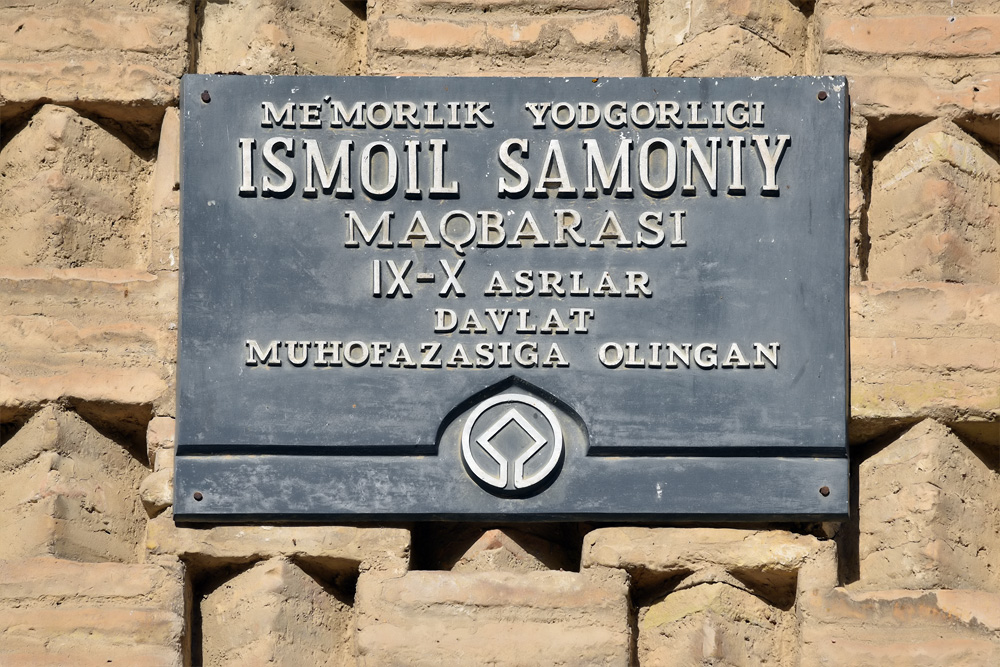 ME'MORLIK YODGORLIGI
ISMOIL SAMONIY
MAQBARASI
IX-X ASRLAR
DAVLAT
MUHOFAZASIGA OLINGAN